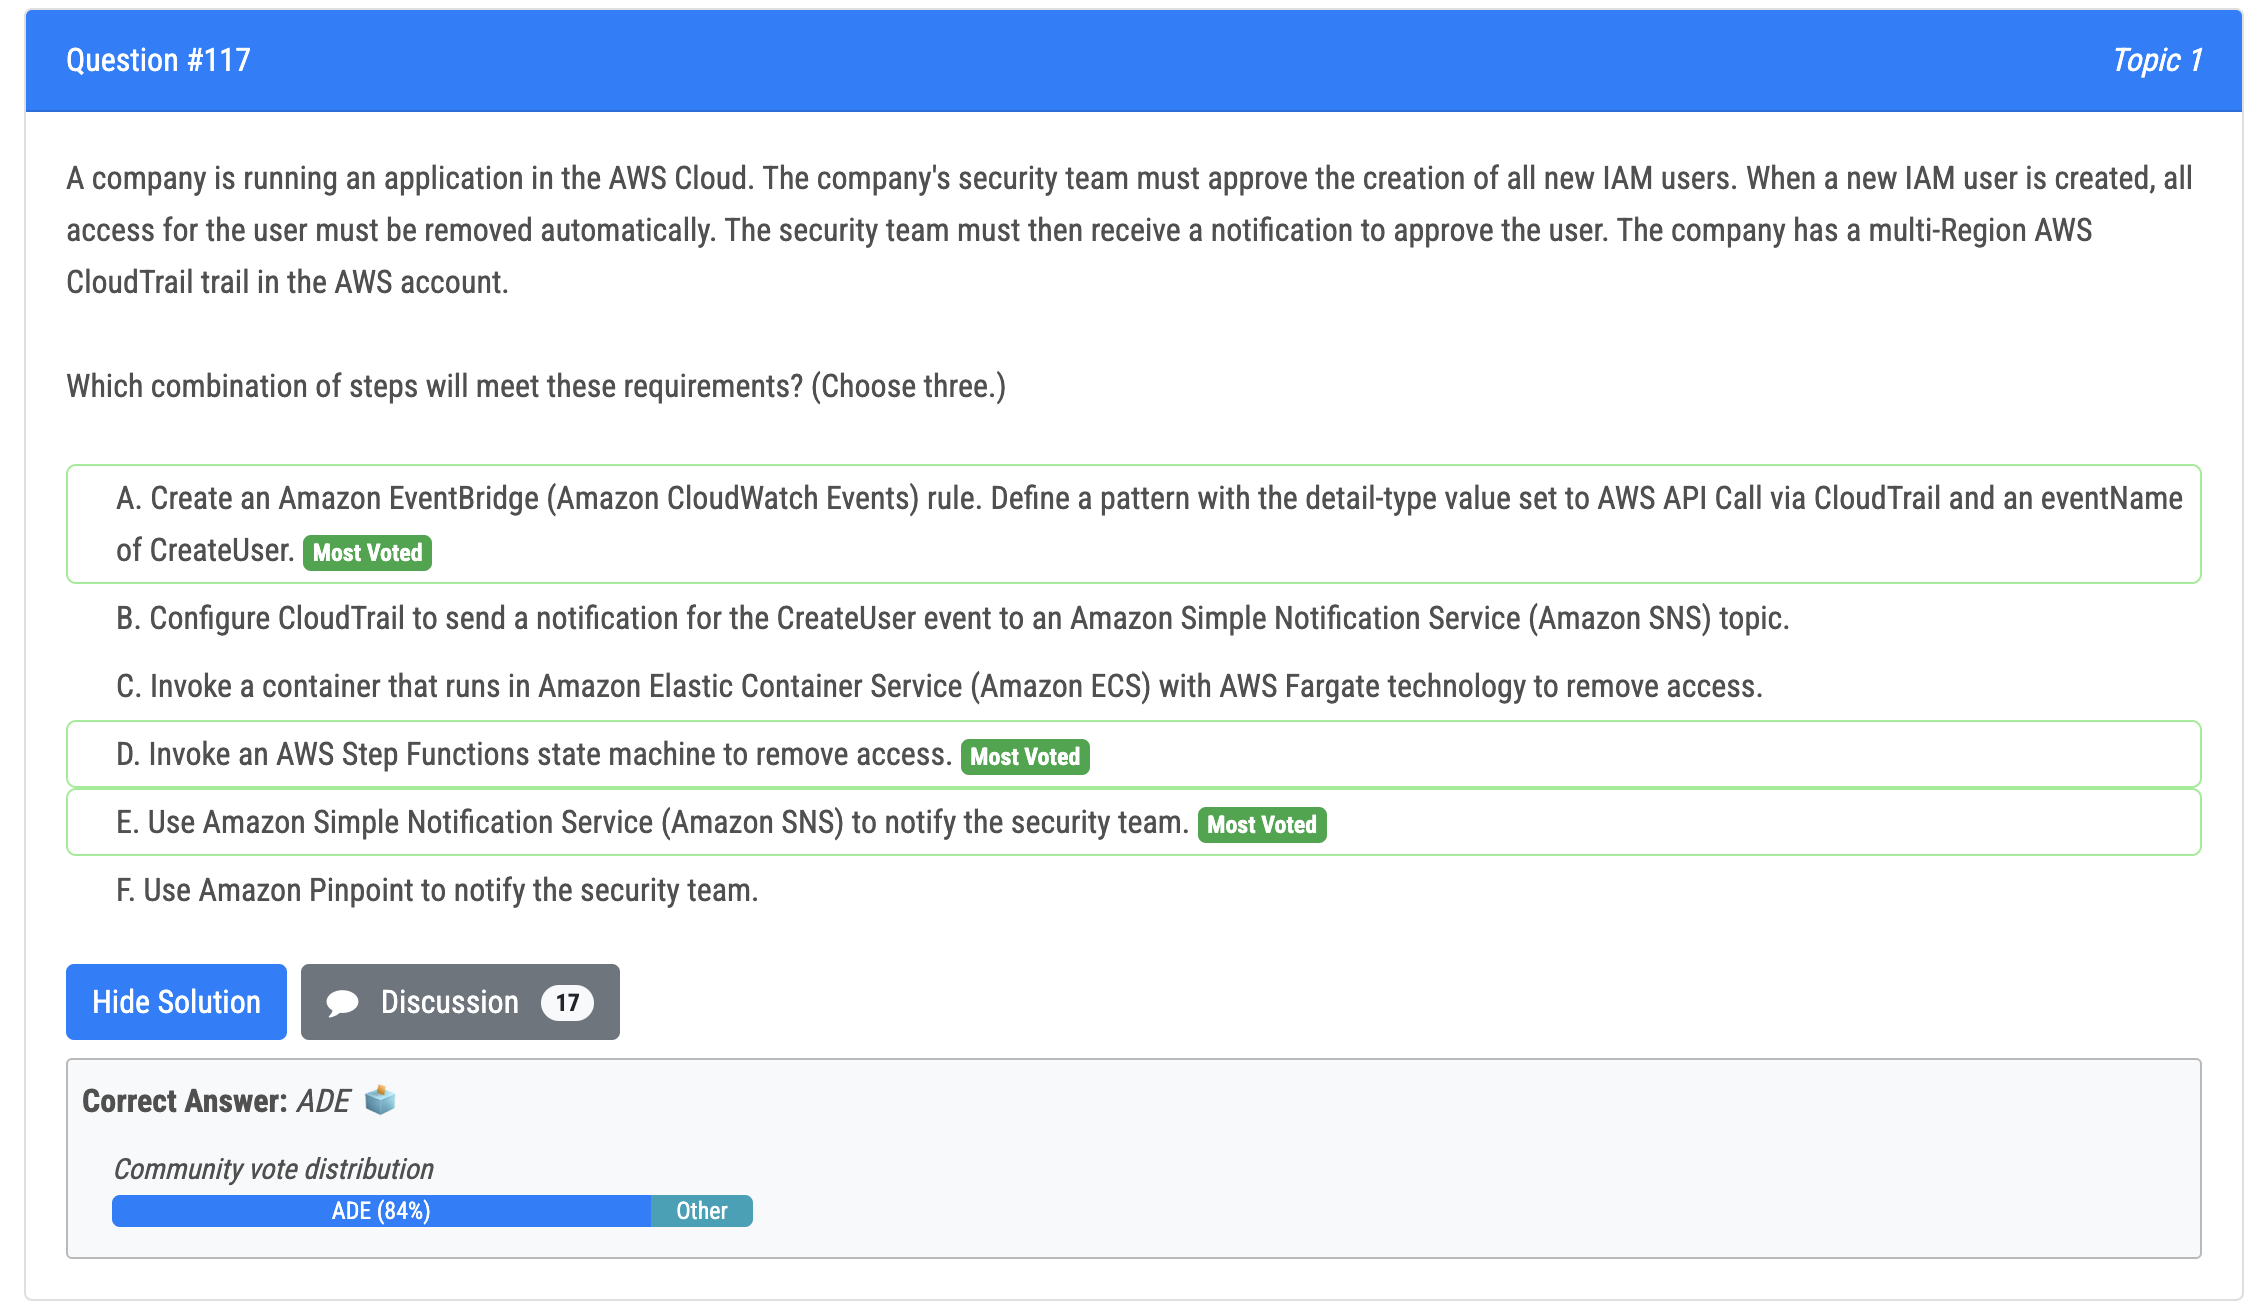 Question #117
Topic 1
A company is running an application in the AWS Cloud. The company's security team must approve the creation of all new IAM users. When a new IAM user is created, all
access for the user must be removed automatically. The security team must then receive a notification to approve the user. The company has a multi-Region AWS
CloudTrail trail in the AWS account.
Which combination of steps will meet these requirements? (Choose three.)
A. Create an Amazon EventBridge (Amazon CloudWatch Events) rule. Define a pattern with the detail-type value set to AWS API Call via CloudTrail and an eventName
of CreateUser. Most Voted
B. Configure CloudTrail to send a notification for the CreateUser event to an Amazon Simple Notification Service (Amazon SNS) topic.
C. Invoke a container that runs in Amazon Elastic Container Service (Amazon ECS) with AWS Fargate technology to remove access.
D. Invoke an AWS Step Functions state machine to remove access. Most Voted
E. Use Amazon Simple Notification Service (Amazon SNS) to notify the security team. Most Voted
F. Use Amazon Pinpoint to notify the security team.
Hide Solution
Discussion 17
Correct Answer: ADE
Community vote distribution
ADE (84%)
Other